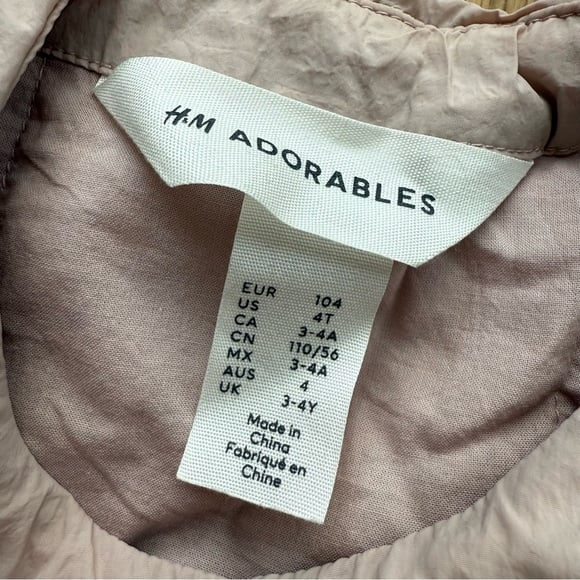 H&M ADORABLES
EUR 104
US 4T
CA 3-4A
CN 110/56
MX 3-4A
AUS 4
UK 3-4Y
Made in
China
Fabriqué en
Chine